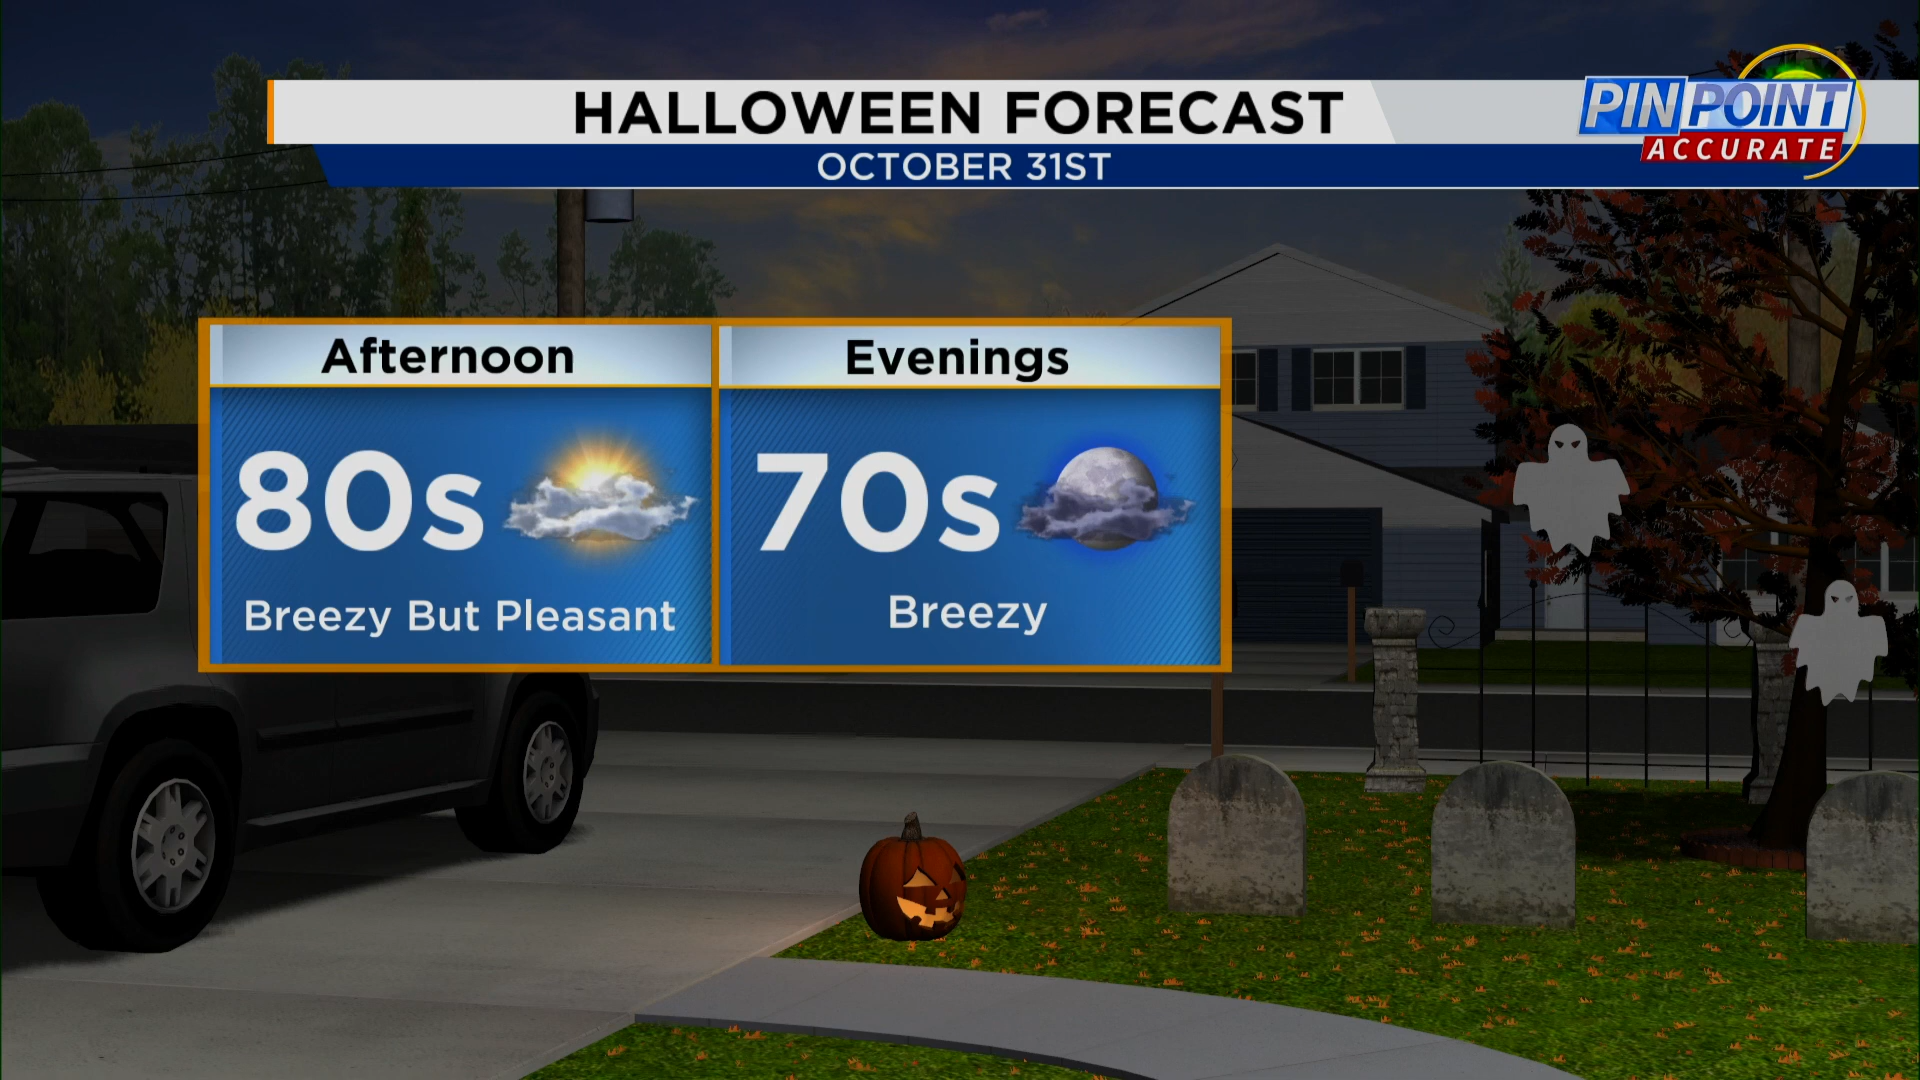 HALLOWEEN FORECAST
OCTOBER 31ST
PINPOINT
ACCURATE
Afternoon
80s
Breezy But Pleasant
Evenings
70s
Breezy